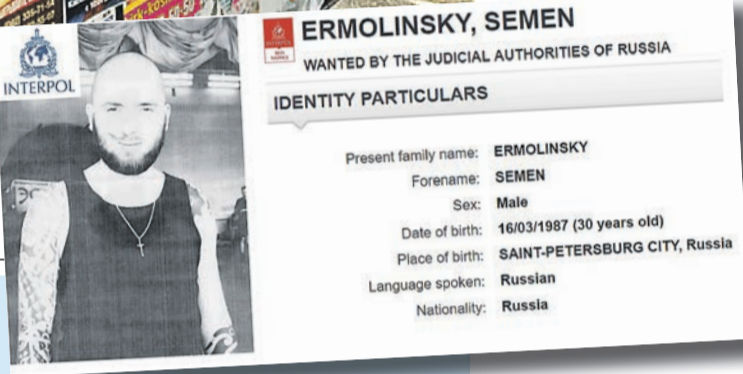 INTERPOL
INTERPOL
ERMOLINSKY, SEMEN
WANTED BY THE JUDICIAL AUTHORITIES OF RUSSIA
IDENTITY PARTICULARS
Present family name: ERMOLINSKY
Forename: SEMEN
Sex: Male
Date of birth: 16/03/1987 (30 years old)
Place of birth: SAINT-PETERSBURG CITY, Russia
Language spoken: Russian
Nationality: Russia